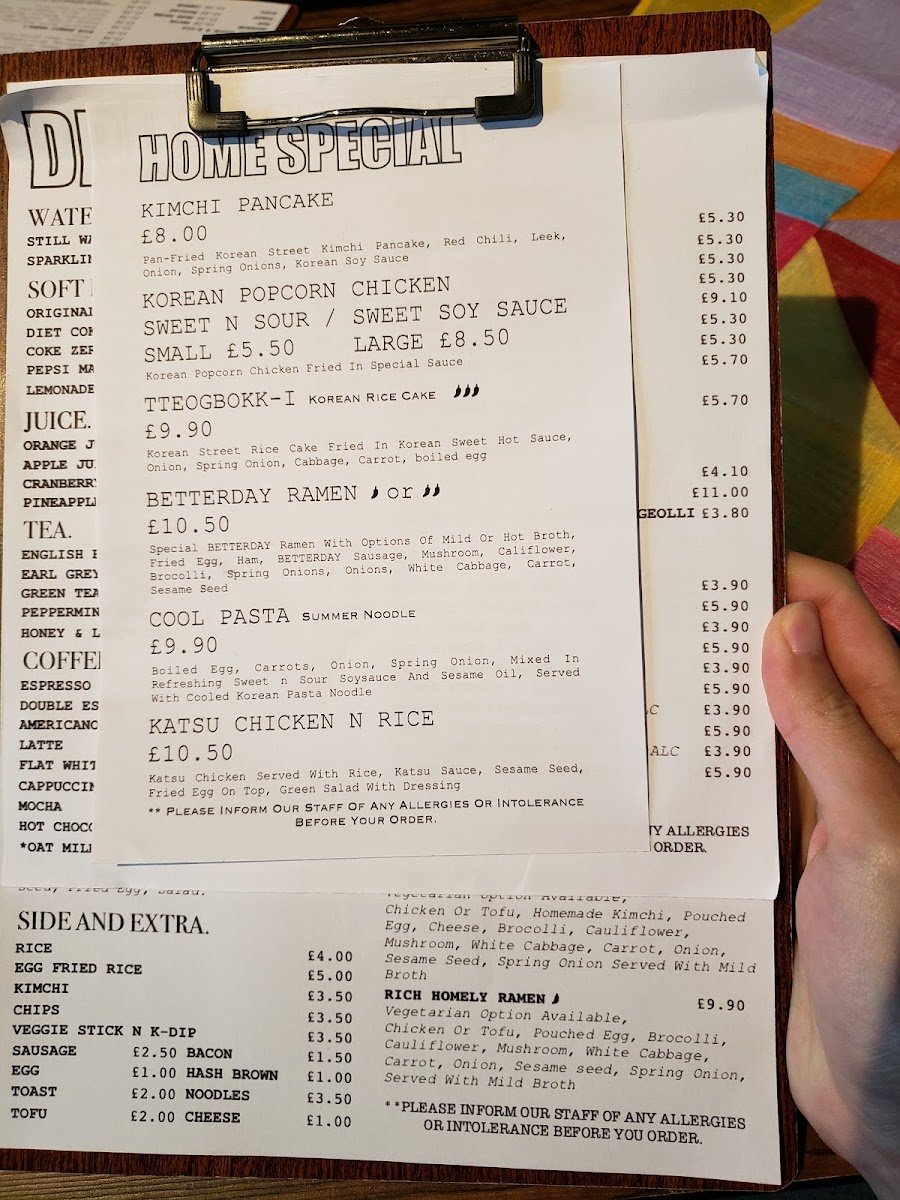 HOME SPECIAL
KIMCHI PANCAKE
£8.00
Pan-Fried Korean Street Kimchi Pancake, Red Chili, Leek,
Onion, Spring Onions, Korean Soy Sauce
KOREAN POPCORN CHICKEN
SWEET N SOUR / SWEET SOY SAUCE
SMALL £5.50 LARGE £8.50
Korean Popcorn Chicken Fried In Special Sauce
TTEOGBOKK-I KOREAN RICE CAKE
£9.90
Korean Street Rice Cake Fried In Korean Sweet Hot Sauce,
Onion, Spring Onion, Cabbage, Carrot, boiled egg
BETTERDAY RAMEN or
£10.50
Special BETTERDAY Ramen With Options Of Mild Or Hot Broth,
Fried Egg, Ham, BETTERDAY Sausage, Mushroom, Califlower,
Brocolli, Spring Onions, Onions, White Cabbage, Carrot,
Sesame Seed
COOL PASTA SUMMER NOODLE
£9.90
Boiled Egg, Carrots, Onion, Spring Onion, Mixed In
Refreshing Sweet n Sour Soysauce And Sesame Oil, Served
With Cooled Korean Pasta Noodle
KATSU CHICKEN N RICE
£10.50
Katsu Chicken Served With Rice, Katsu Sauce, Sesame Seed,
Fried Egg On Top, Green Salad With Dressing
** PLEASE INFORM OUR STAFF OF ANY ALLERGIES OR INTOLERANCE
BEFORE YOUR ORDER.
WATE
STILL
SPARKLIN
SOFT
ORIGINAL
DIET COK
COKE ZER
PEPSI MA
LEMONADE
JUICE.
ORANGE J
APPLE JU
CRANBERRY
PINEAPPL
TEA.
ENGLISH
EARL GREY
GREEN TEA
PEPPERMIN
HONEY & L
COFFE
ESPRESSO
DOUBLE ES
AMERICANO
LATTE
FLAT WHIT
CAPPUCCIN
MOCHA
HOT CHOC
*OAT MIL
£5.30
£5.30
£5.30
£5.30
£9.10
£5.30
£5.30
£5.70
£5.70
£4.10
£11.00
GEOLLI £3.80
£3.90
£5.90
£3.90
£5.90
£3.90
£5.90
LC £3.90
£5.90
ALC £3.90
£5.90
NY ALLERGIES
ORDER.
Seed, Fried Egg, Salad.
SIDE AND EXTRA.
RICE £4.00
EGG FRIED RICE £5.00
KIMCHI £3.50
CHIPS £3.50
VEGGIE STICK N K-DIP £3.50
SAUSAGE £2.50 BACON £1.50
EGG £1.00 HASH BROWN £1.00
TOAST £2.00 NOODLES £3.50
TOFU £2.00 CHEESE £1.00
Vegetarian Option Available,
Chicken Or Tofu, Homemade Kimchi, Pouched
Egg, Cheese, Brocolli, Cauliflower,
Mushroom, White Cabbage, Carrot, Onion,
Sesame Seed, Spring Onion Served With Mild
Broth
RICH HOMELY RAMEN £9.90
Vegetarian Option Available,
Chicken Or Tofu, Pouched Egg, Brocolli,
Cauliflower, Mushroom, White Cabbage,
Carrot, Onion, Sesame seed, Spring Onion,
Served With Mild Broth
**PLEASE INFORM OUR STAFF OF ANY ALLERGIES
OR INTOLERANCE BEFORE YOU ORDER.